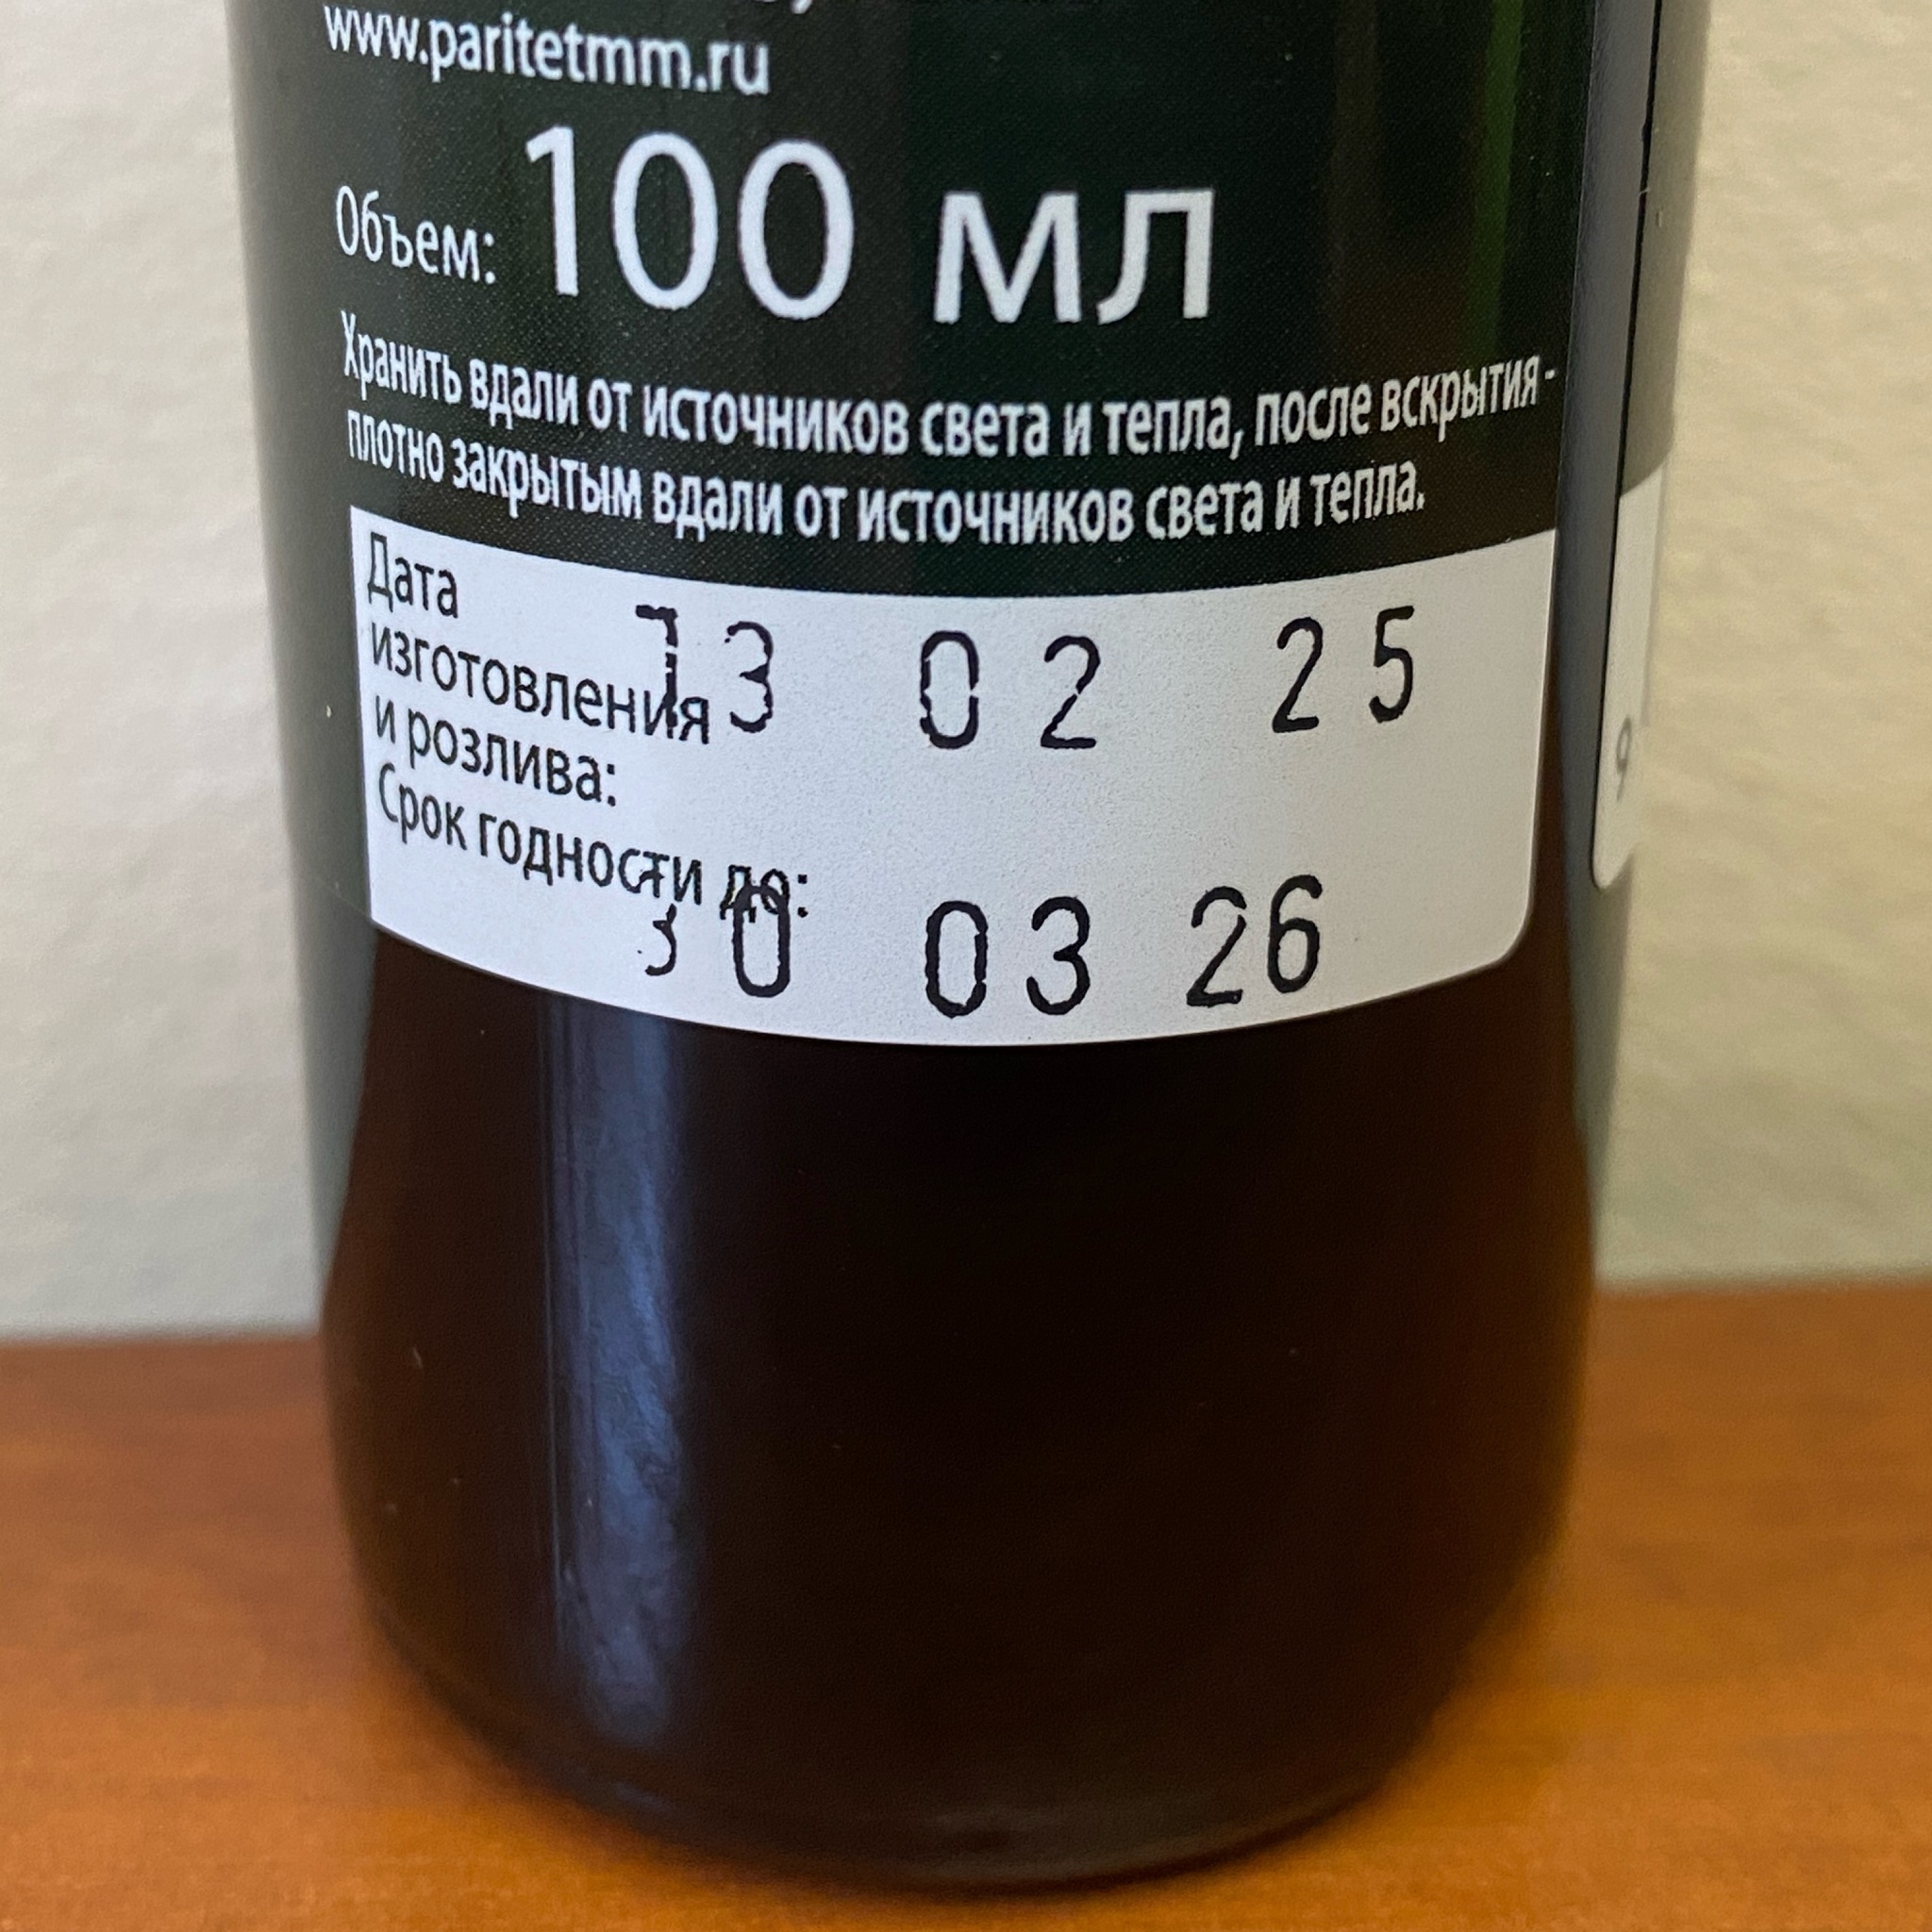 www.paritetmm.ru
Объем: 100 мл
Хранить вдали от источников света и тепла, после вскрытия -
плотно закрытым вдали от источников света и тепла.
Дата
изготовления
и розлива:
13 02 25
Срок годности до:
30 03 26